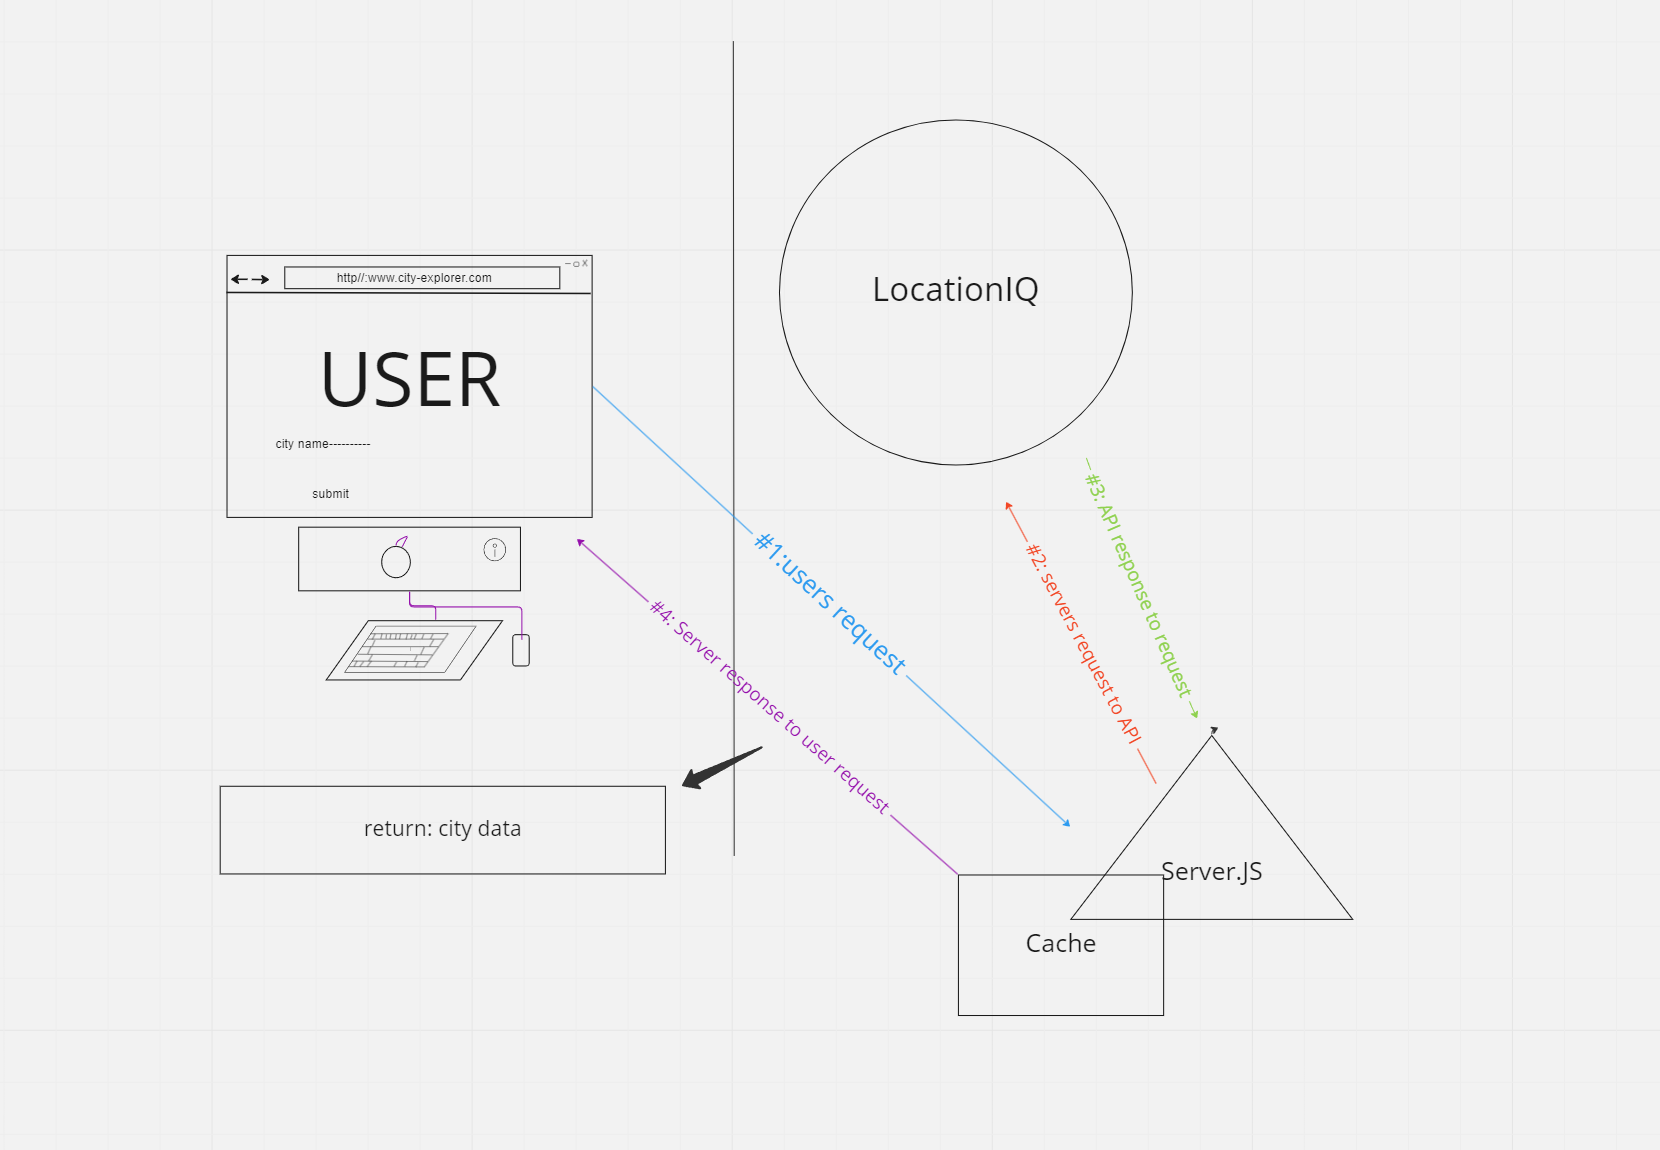 http//:www.city-explorer.com
USER
city name----------
submit
LocationIQ
#1:users request
#2: servers request to API
#3: API response to request
#4: Server response to user request
return: city data
Server.JS
Cache